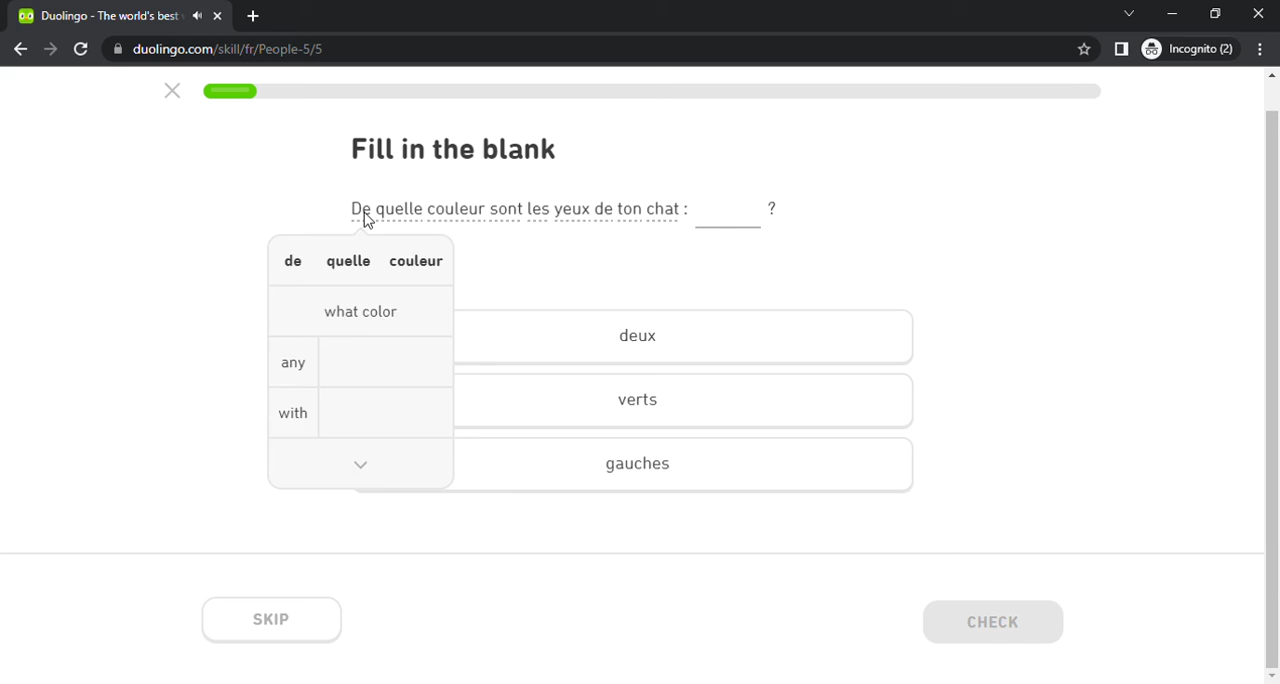 Duolingo - The world's best
duolingo.com/skill/fr/People-5/5
Incognito (2)
Fill in the blank
De quelle couleur sont les yeux de ton chat : ?
de quelle couleur
what color
any
with
deux
verts
gauches
SKIP
CHECK